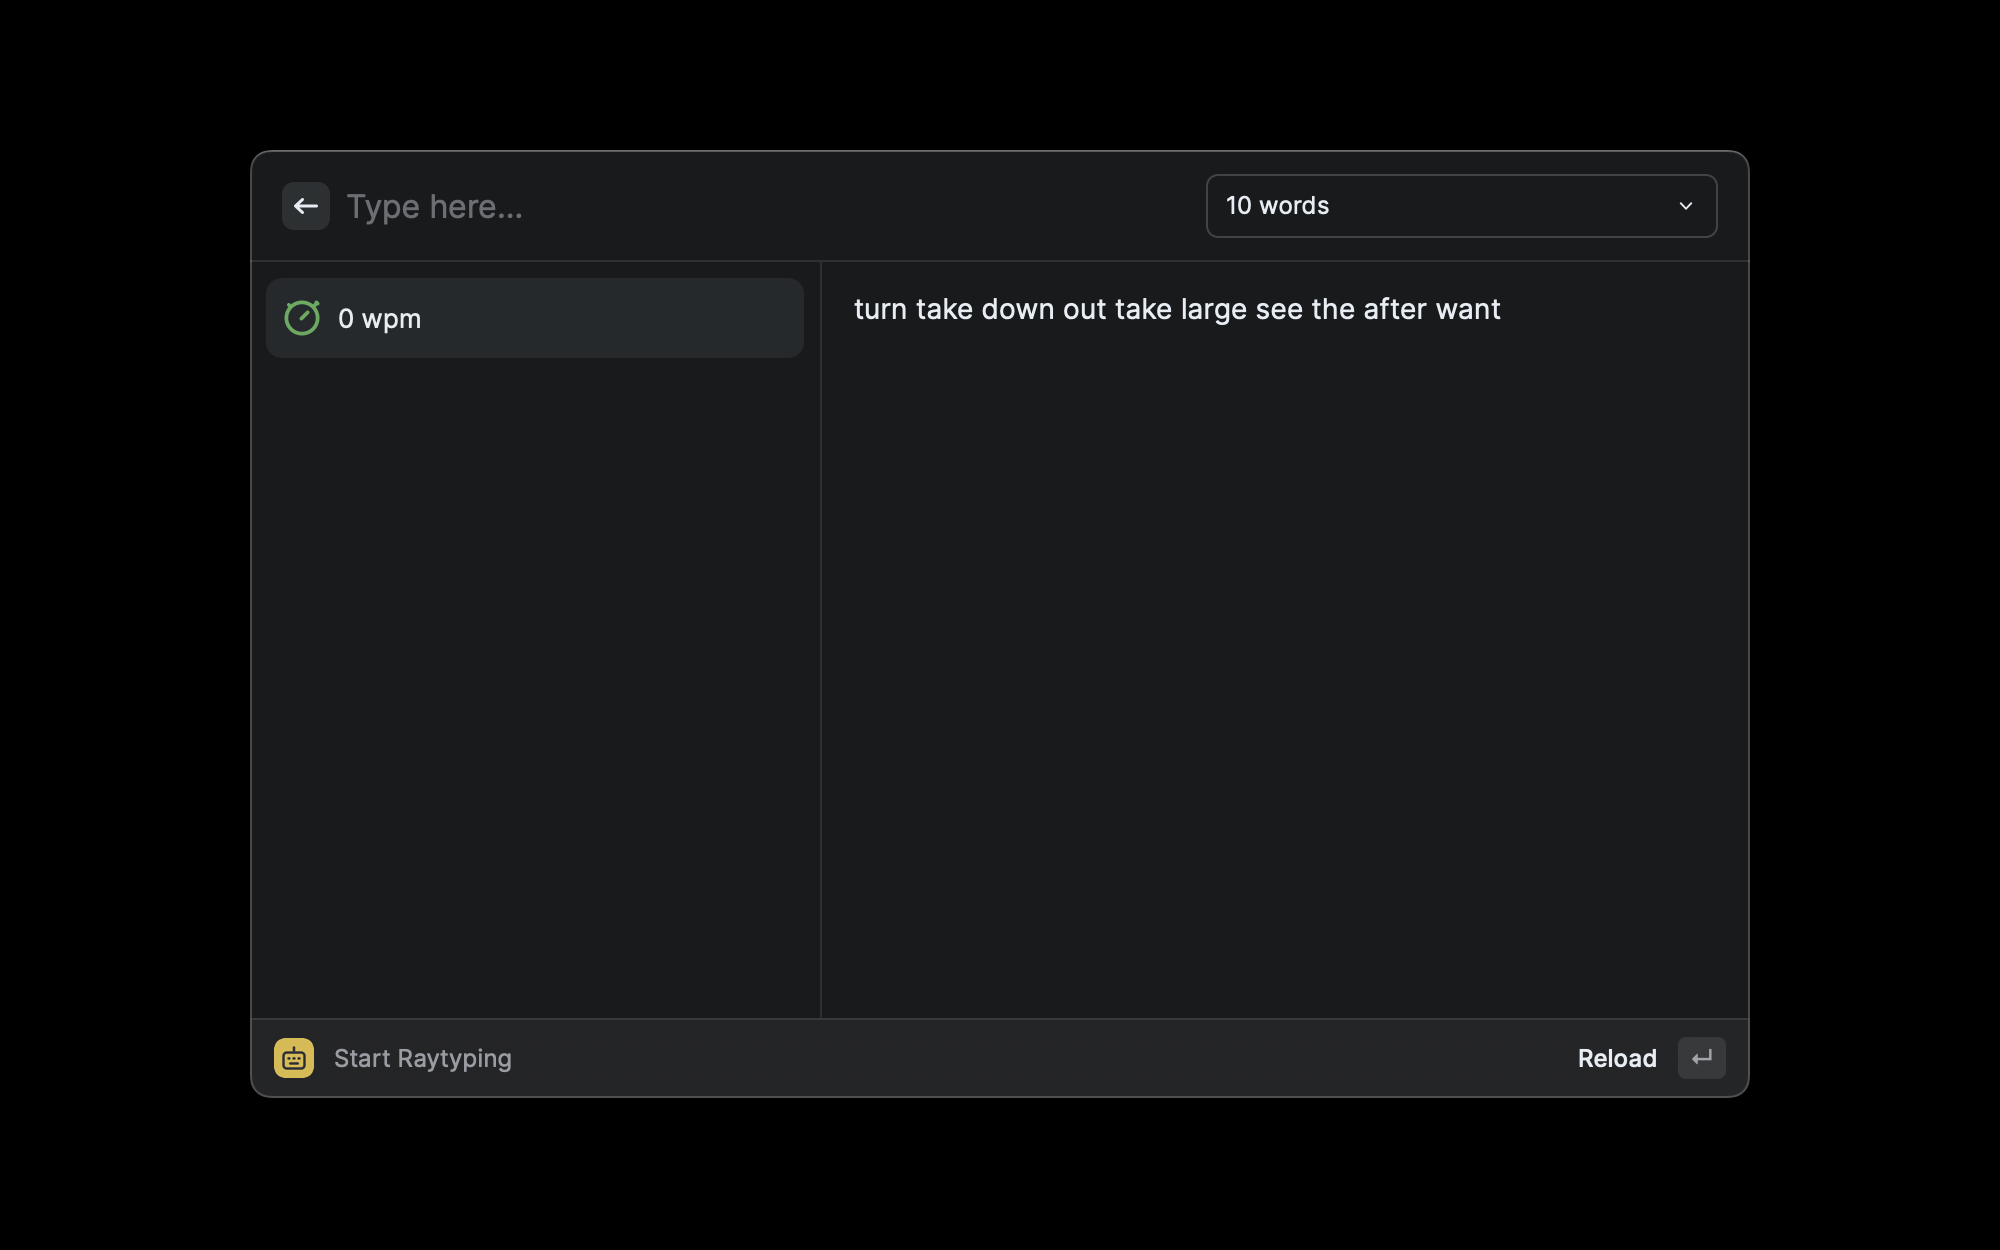 Type here...
10 words
0 wpm
turn take down out take large see the after want
Start Raytyping
Reload